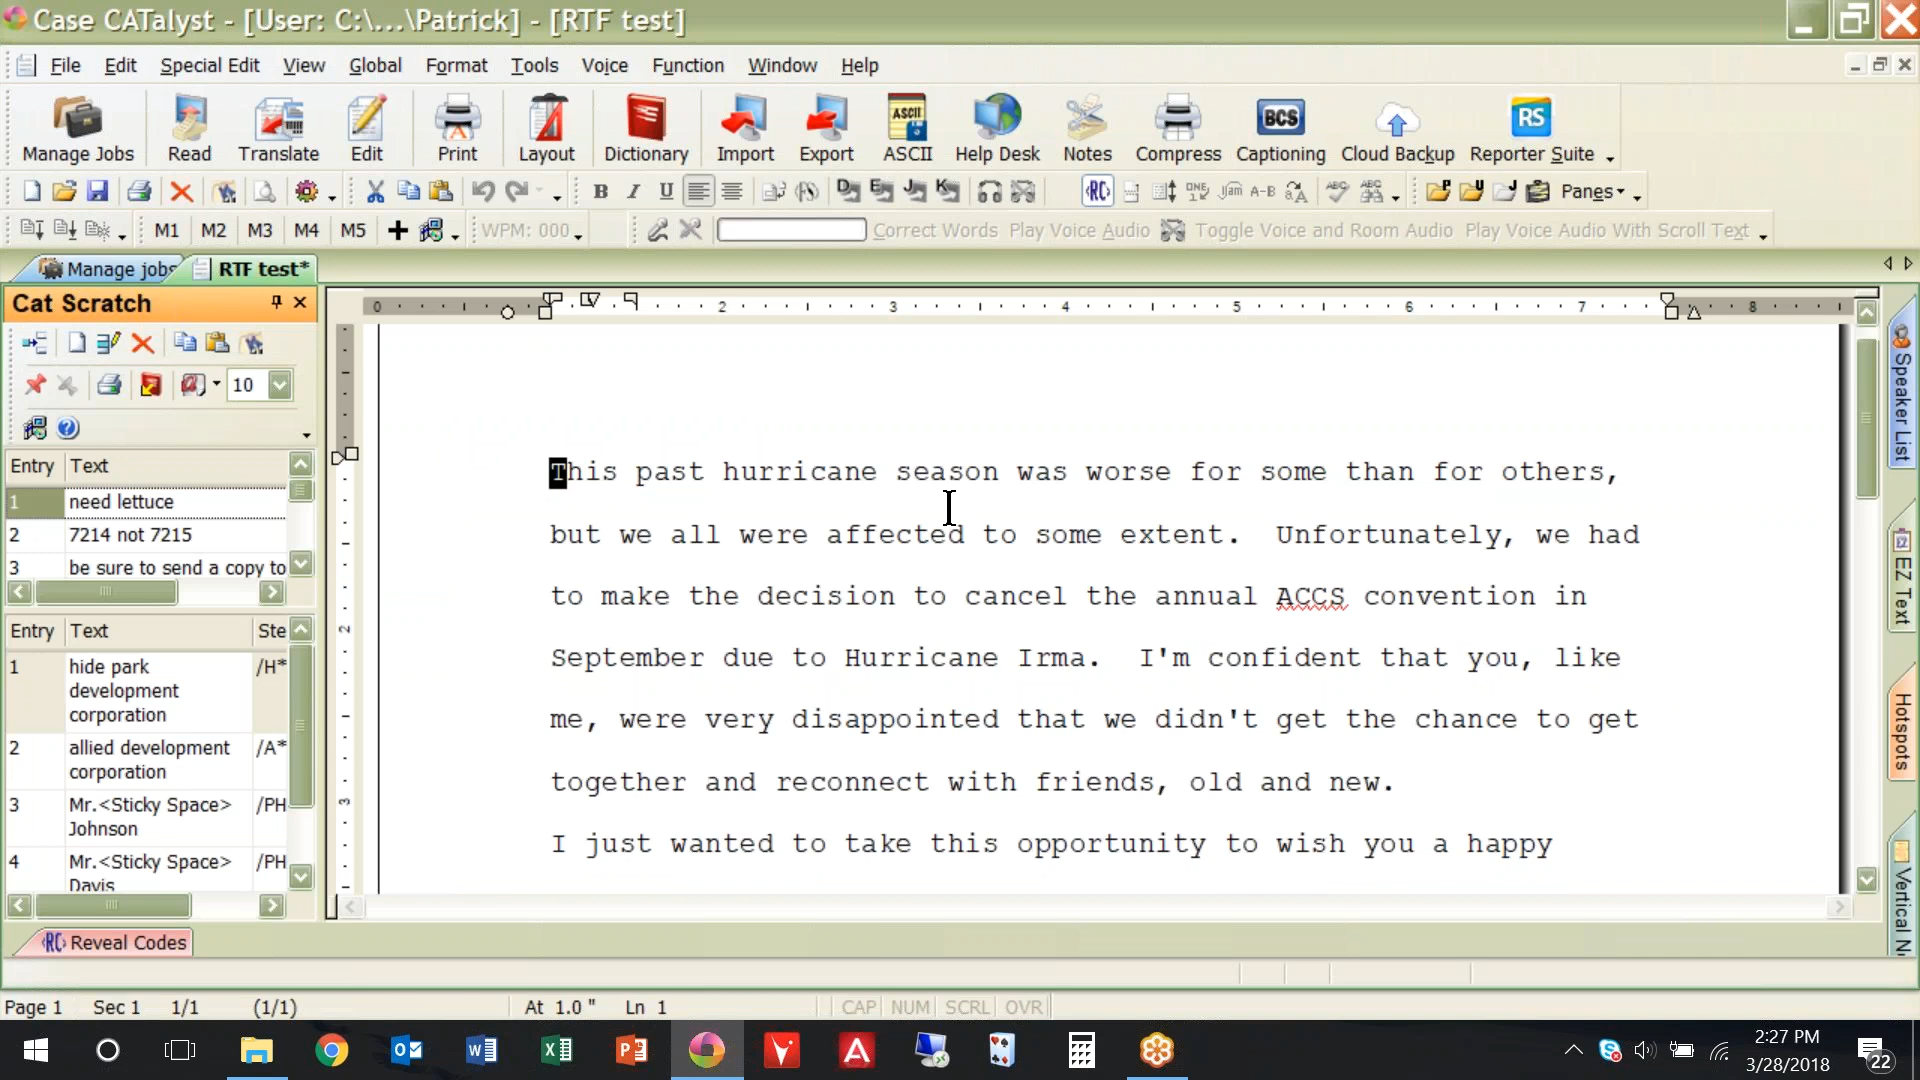 Case CATalyst - [User: C:\...\Patrick] - [RTF test]
File Edit Special Edit View Global Format Tools Voice Function Window Help
Manage Jobs Read Translate Edit Print Layout Dictionary Import Export ASCII Help Desk Notes Compress Captioning Cloud Backup Reporter Suite
Panes
M1 M2 M3 M4 M5 WPM: 000 Correct Words Play Voice Audio Toggle Voice and Room Audio Play Voice Audio With Scroll Text
Manage jobs RTF test*
Cat Scratch
10
Entry Text
1 need lettuce
2 7214 not 7215
3 be sure to send a copy to
Entry Text Ste
1 hide park development corporation /H*
2 allied development corporation /A*
3 Mr.<Sticky Space> Johnson /PH
4 Mr.<Sticky Space> Davis /PH
0 2 3 4 5 6 7 8
2
3
This past hurricane season was worse for some than for others,
but we all were affected to some extent.  Unfortunately, we had
to make the decision to cancel the annual ACCS convention in
September due to Hurricane Irma.  I'm confident that you, like
me, were very disappointed that we didn't get the chance to get
together and reconnect with friends, old and new.
I just wanted to take this opportunity to wish you a happy
Speaker List
EZ Text
Hotspots
Reveal Codes
Page 1 Sec 1 1/1 (1/1) At 1.0 " Ln 1 CAP NUM SCRL OVR
2:27 PM
3/28/2018
22